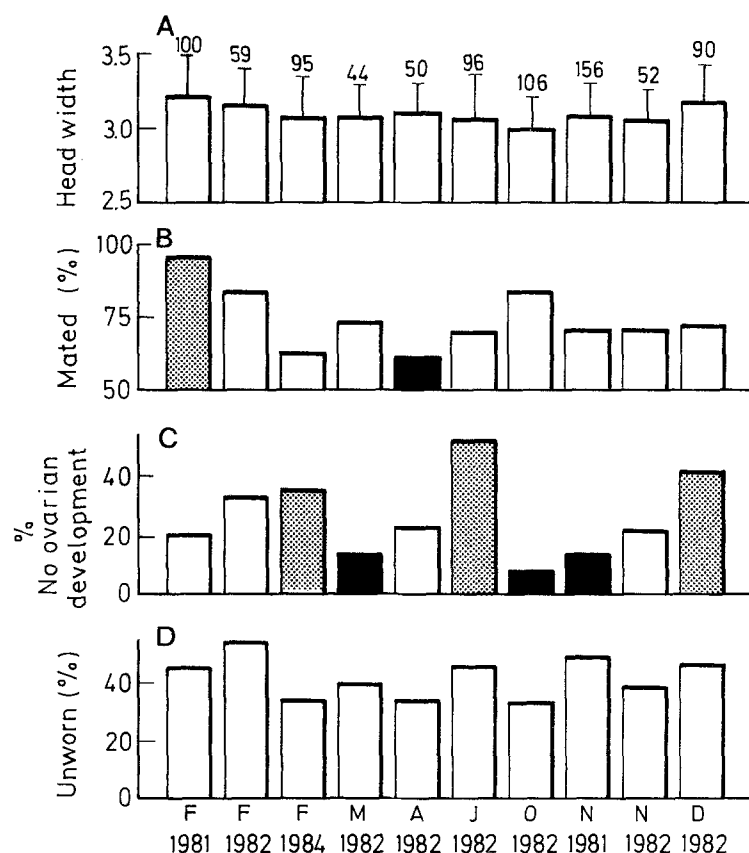 A
100 59 95 44 50 96 106 156 52 90
3.5
3.0
2.5
Head width
B
100
75
50
Mated (%)
C
40
20
0
%
No ovarian
development
D
40
20
0
Unworn (%)
F F F M A J O N N D
1981 1982 1984 1982 1982 1982 1982 1981 1982 1982